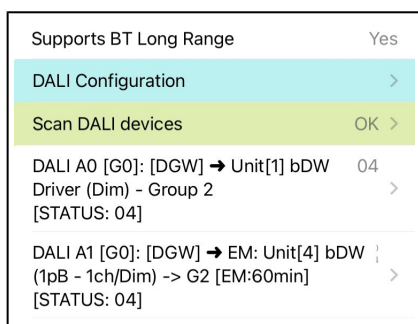 Supports BT Long Range Yes
DALI Configuration >
Scan DALI devices OK >
DALI A0 [G0]: [DGW] ➜ Unit[1] bDW 04
Driver (Dim) - Group 2 >
[STATUS: 04]
DALI A1 [G0]: [DGW] ➜ EM: Unit[4] bDW
(1pB - 1ch/Dim) -> G2 [EM:60min] >
[STATUS: 04]